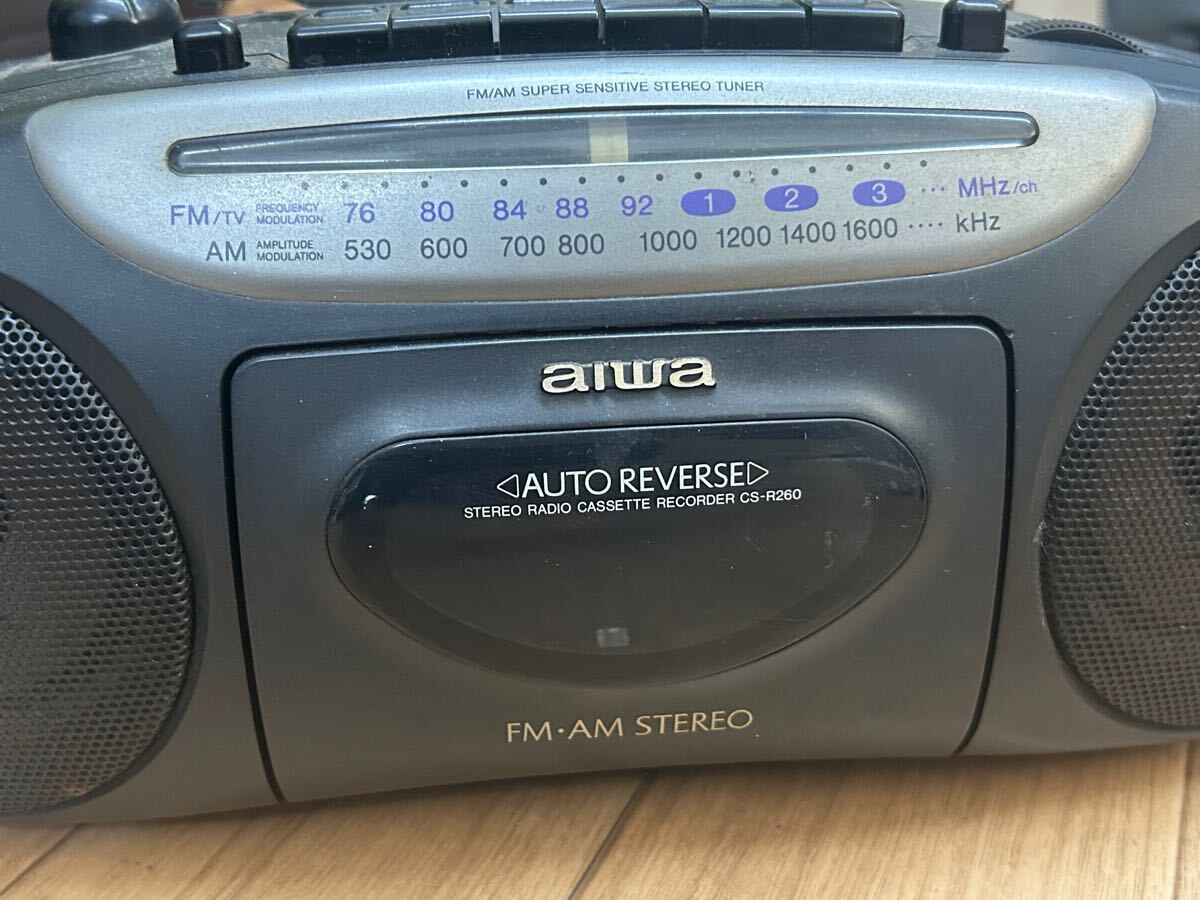 FM/AM SUPER SENSITIVE STEREO TUNER
FM/TV FREQUENCY MODULATION 76 80 84 88 92 1 2 3 ··· MHz/ch
AM AMPLITUDE MODULATION 530 600 700 800 1000 1200 1400 1600 ···· kHz
aiwa
◁AUTO REVERSE▷
STEREO RADIO CASSETTE RECORDER CS-R260
FM·AM STEREO